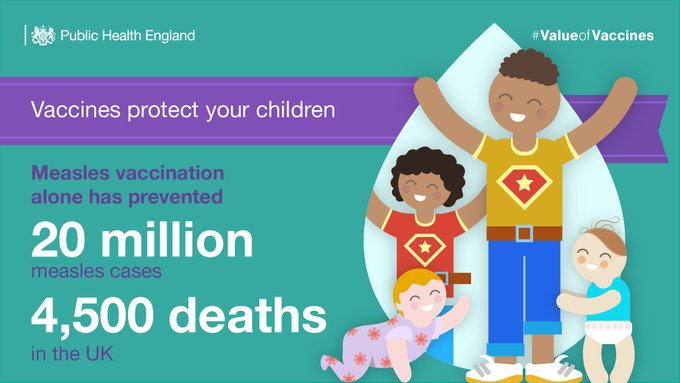 Public Health England
#ValueofVaccines
Vaccines protect your children
Measles vaccination
alone has prevented
20 million
measles cases
4,500 deaths
in the UK